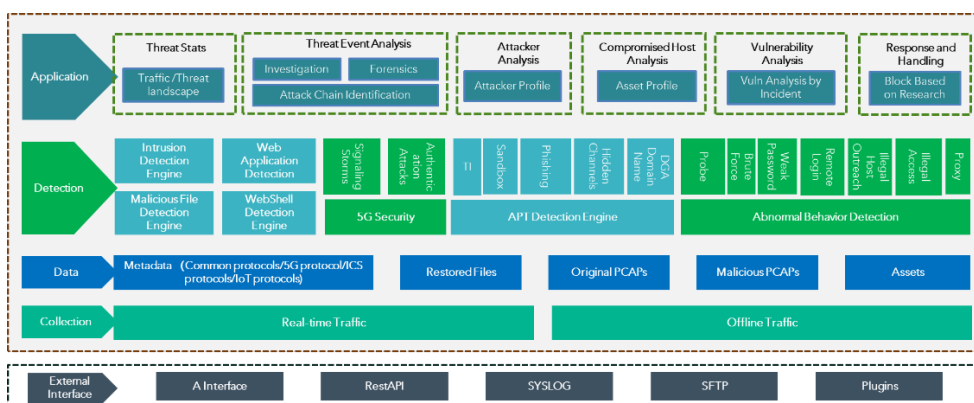 Application
Threat Stats
Traffic /Threat
landscape
Threat Event Analysis
Investigation
Forensics
Attack Chain Identification
Attacker
Analysis
Attacker Profile
Compromised Host
Analysis
Asset Profile
Vulnerability
Analysis
Vuln Analysis by
Incident
Response and
Handling
Block Based
on Research
Detection
Intrusion
Detection
Engine
Web
Application
Detection
Malicious File
Detection
Engine
WebShell
Detection
Engine
Signaling
Storms
Authentic
ation
Attacks
5G Security
TI
Sandbox
Phishing
Hidden
Channels
DGA
Domain
Name
APT Detection Engine
Probe
Brute
Force
Weak
Password
Remote
Login
Illegal
Host
Outreach
Illegal
Access
Proxy
Abnormal Behavior Detection
Data
Metadata （Common protocols/5G protocol/ICS
protocols/IoT protocols)
Restored Files
Original PCAPs
Malicious PCAPs
Assets
Collection
Real-time Traffic
Offline Traffic
External
Interface
A Interface
RestAPI
SYSLOG
SFTP
Plugins